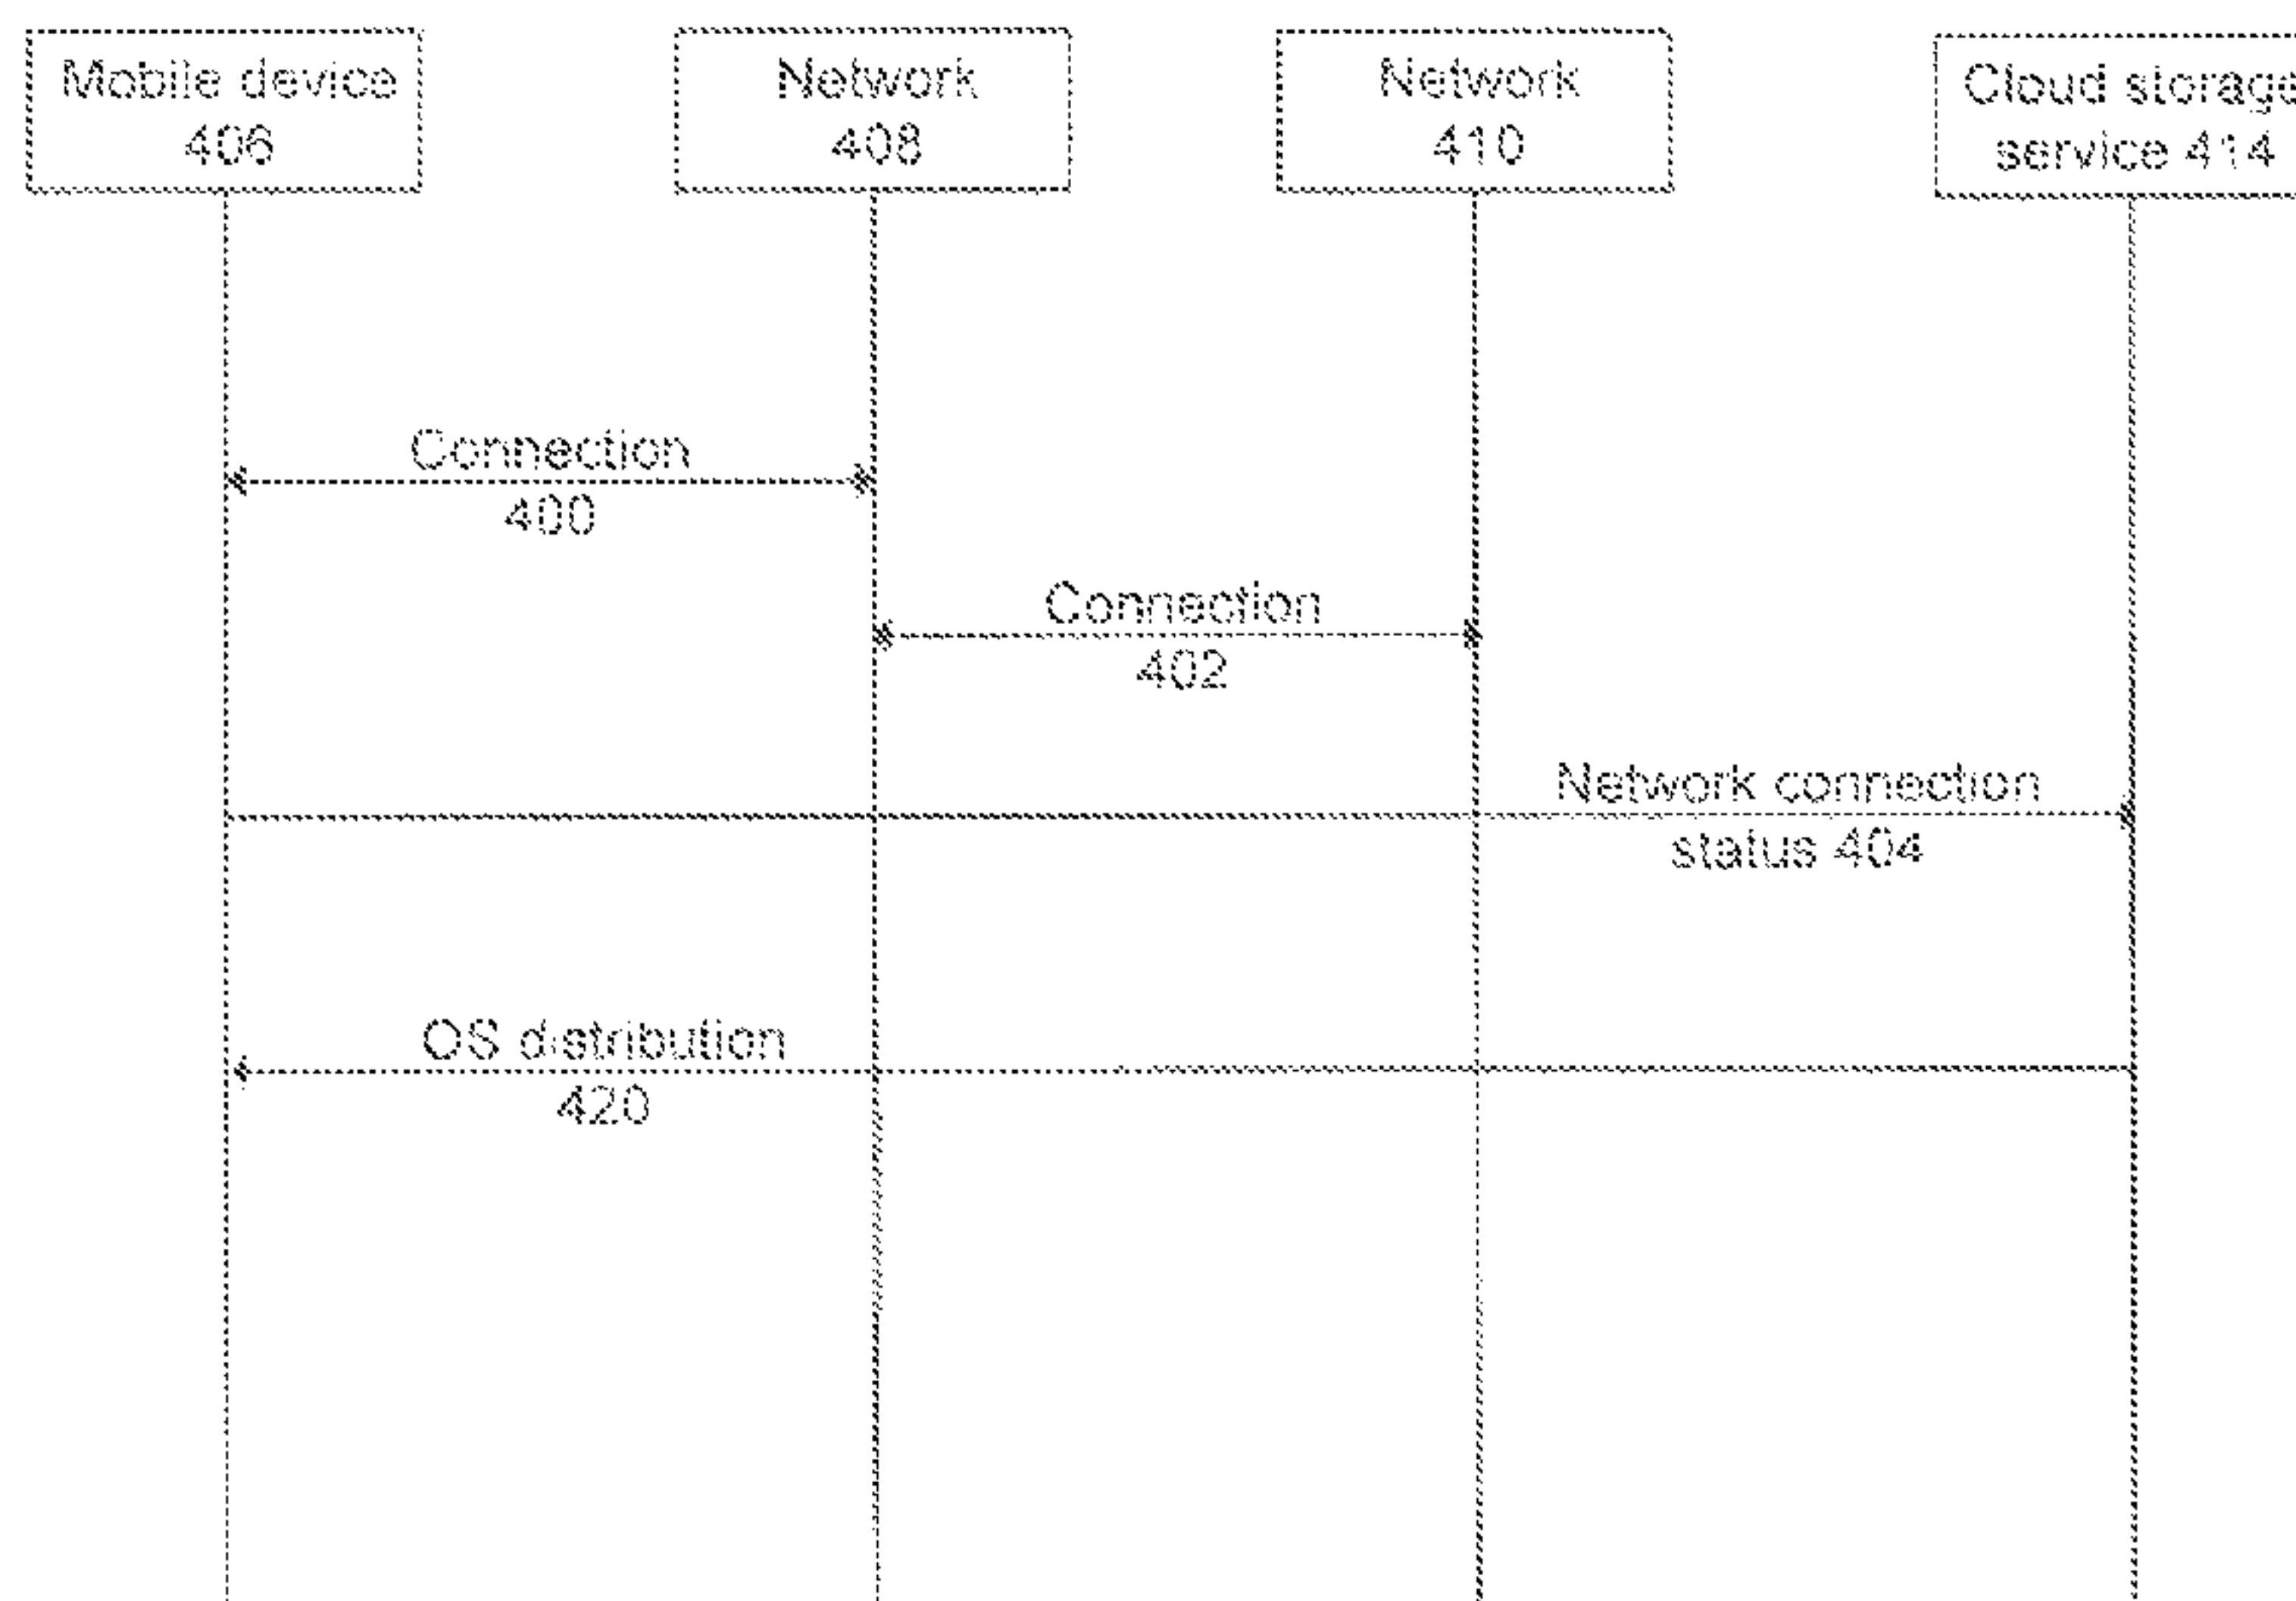 Mobile device
406
Network
408
Network
410
Cloud storage
service 414
Connection
400
Connection
402
Network connection
status 404
OS distribution
420